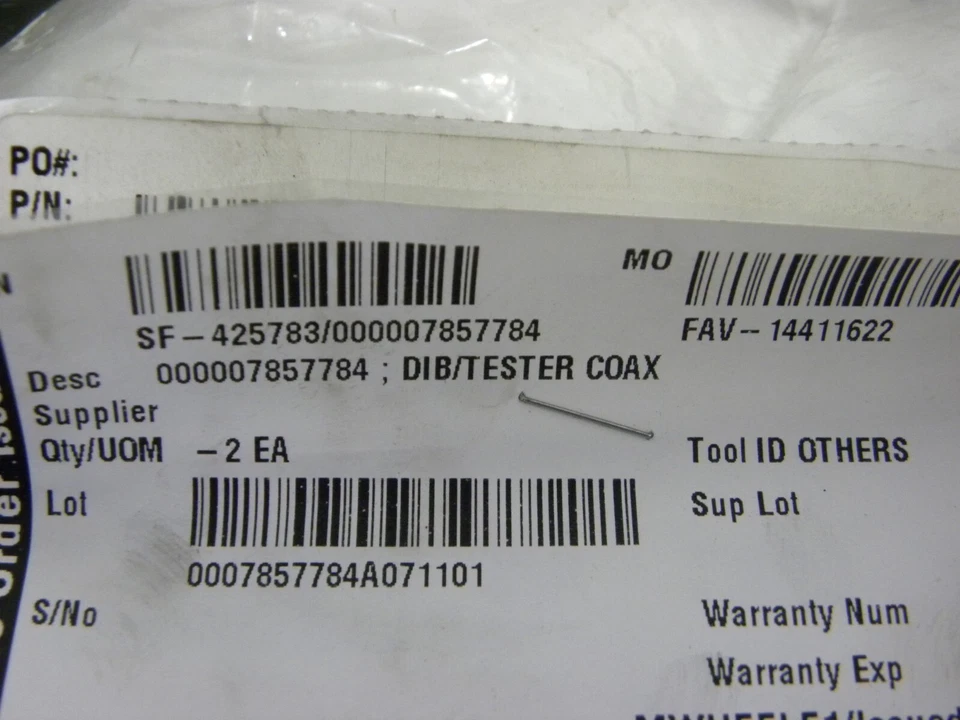 PO#:
P/N:
N
MO
SF-425783/000007857784
FAV--14411622
Desc 000007857784 ; DIB/TESTER COAX
Supplier
Qty/UOM -2 EA
Tool ID OTHERS
Lot
Sup Lot
0007857784A071101
S/No
Warranty Num
Warranty Exp
Order